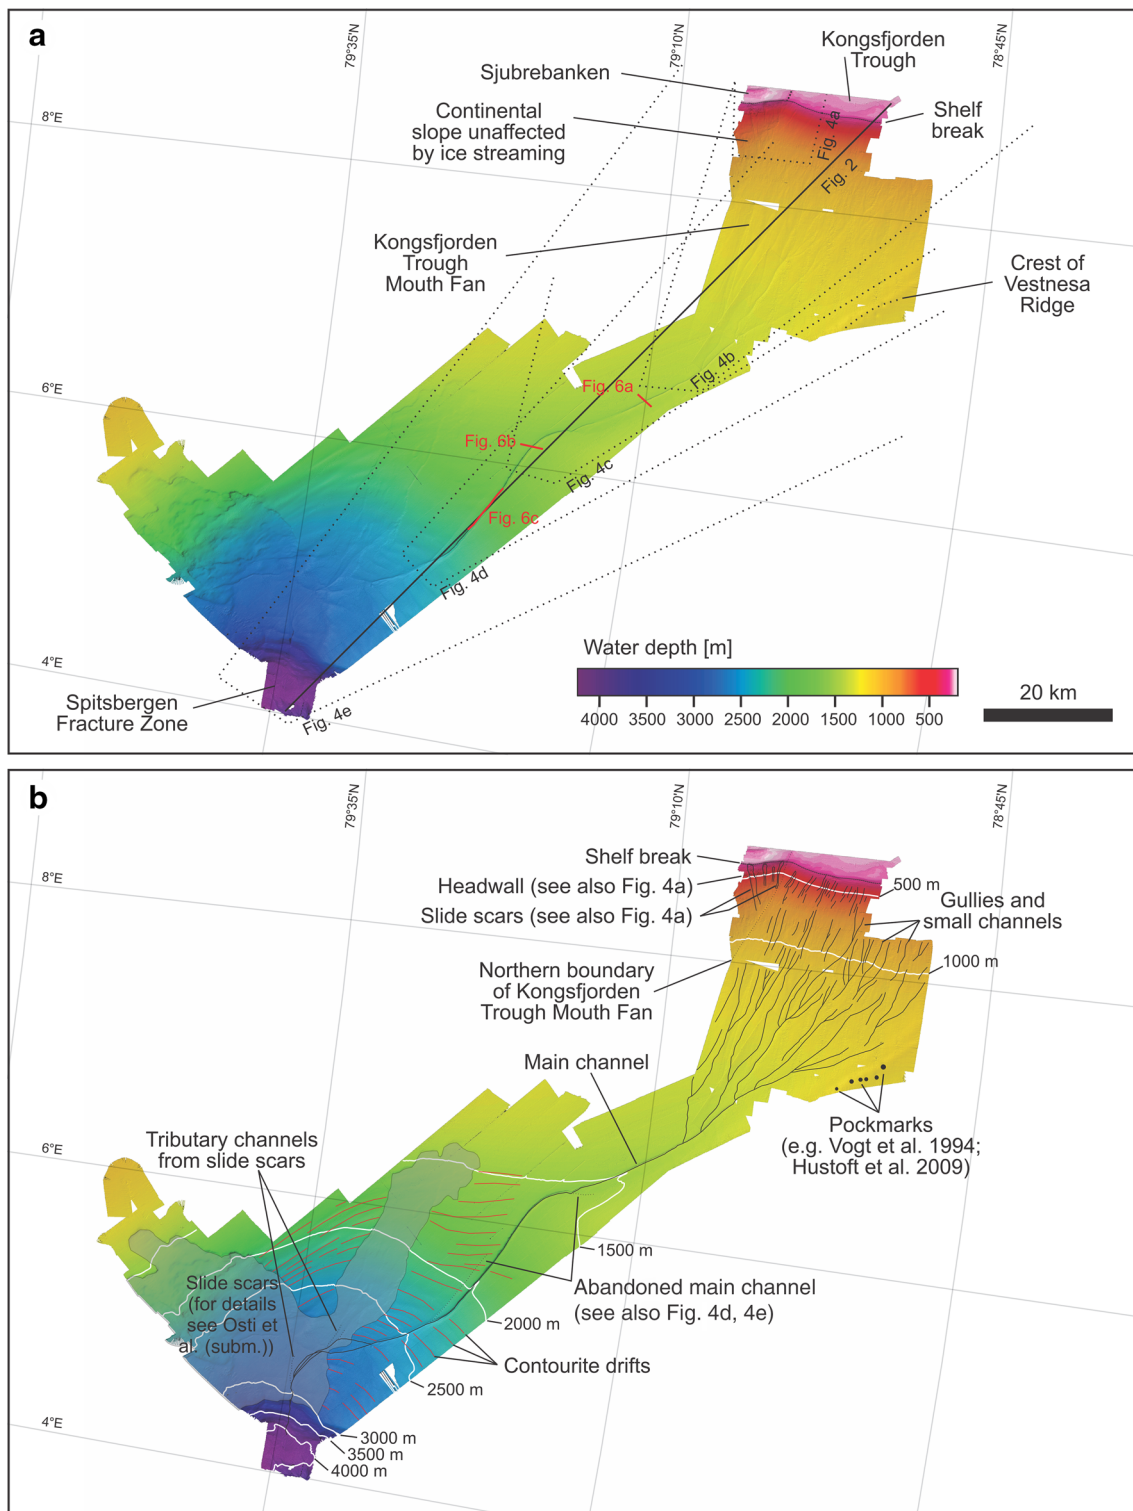 a
79°35'N
79°10'N
78°45'N
Kongsfjorden
Trough
Sjubrebanken
Continental
slope unaffected
by ice streaming
Shelf
break
8°E
Fig. 4a
Fig. 2
Kongsfjorden
Trough
Mouth Fan
Crest of
Vestnesa
Ridge
6°E
Fig. 4b
Fig. 6a
Fig. 6b
Fig. 4c
Fig. 6c
Fig. 4d
4°E
Water depth [m]
4000 3500 3000 2500 2000 1500 1000 500
20 km
Spitsbergen
Fracture Zone
Fig. 4e
b
79°35'N
79°10'N
78°45'N
Shelf break
Headwall (see also Fig. 4a)
Slide scars (see also Fig. 4a)
8°E
500 m
Gullies and
small channels
1000 m
Northern boundary
of Kongsfjorden
Trough Mouth Fan
Main channel
Pockmarks
(e.g. Vogt et al. 1994;
Hustoft et al. 2009)
Tributary channels
from slide scars
6°E
1500 m
Abandoned main channel
(see also Fig. 4d, 4e)
Slide scars
(for details
see Osti et
al. (subm.))
2000 m
Contourite drifts
2500 m
4°E
3000 m
3500 m
4000 m